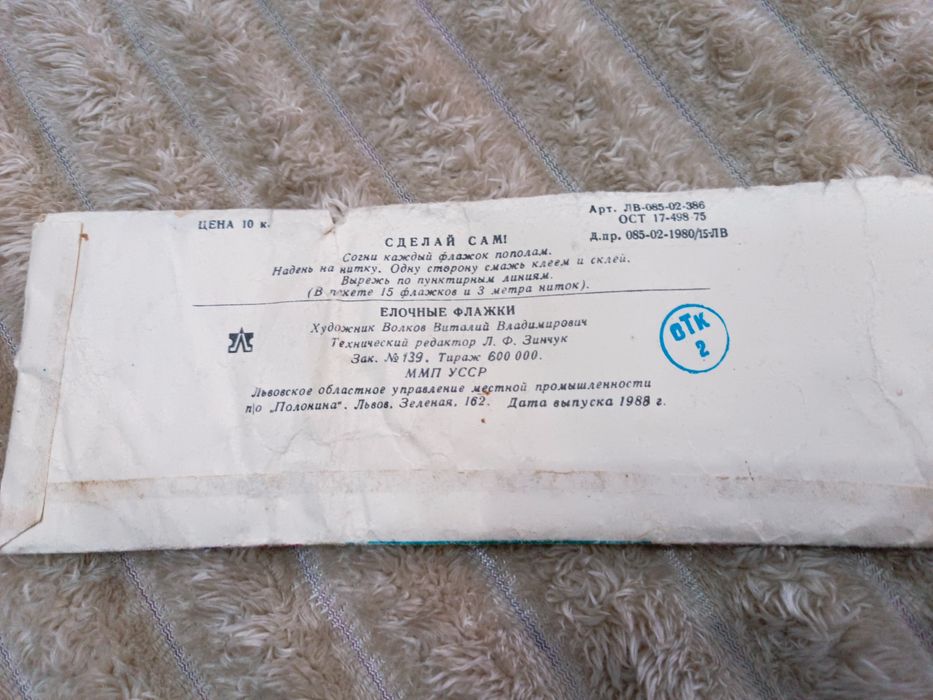 ЦЕНА 10 к.
Арт. ЛВ-085-02-386
ОСТ 17-498-75
Д.пр. 085-02-1980/15-ЛВ
СДЕЛАЙ САМ!
Согни каждый флажок пополам.
Надень на нитку. Одну сторону смажь клеем и склей.
Вырежь по пунктирным линиям.
(В пакете 15 флажков и 3 метра ниток).
ЕЛОЧНЫЕ ФЛАЖКИ
Художник Волков Виталий Владимирович
Технический редактор Л. Ф. Зинчук
Зак. №139. Тираж 600 000.
ММП УССР
Львовское областное управление местной промышленности
п|о „Полонина". Львов, Зеленая, 162. Дата выпуска 1988 г.
ОТК
2